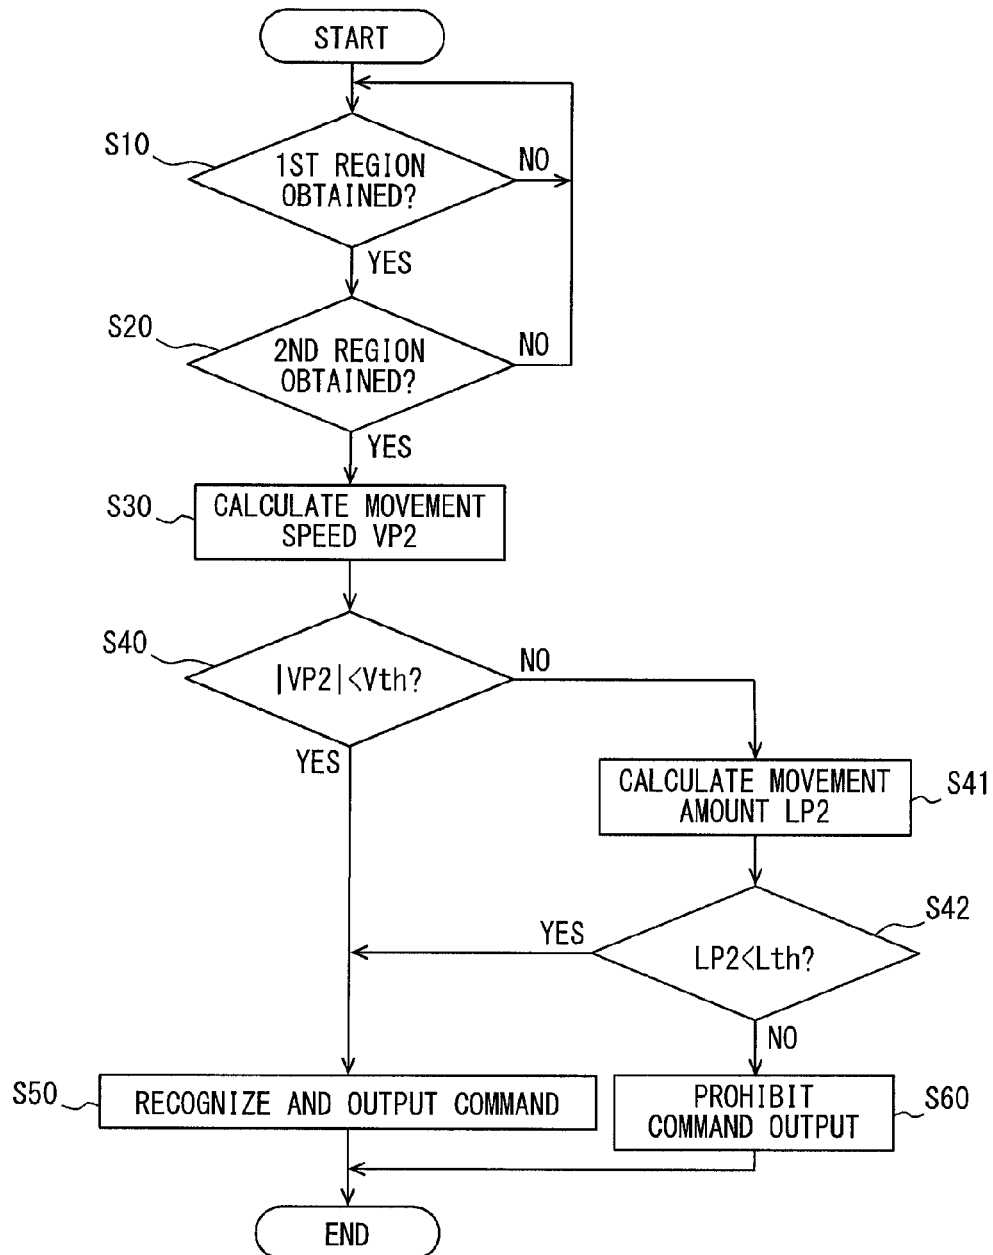 START
S10
1ST REGION
OBTAINED?
NO
YES
S20
2ND REGION
OBTAINED?
NO
YES
S30
CALCULATE MOVEMENT
SPEED VP2
S40
|VP2|<Vth?
NO
YES
CALCULATE MOVEMENT
AMOUNT LP2
S41
S42
YES
LP2<Lth?
NO
S50
RECOGNIZE AND OUTPUT COMMAND
PROHIBIT
COMMAND OUTPUT
S60
END